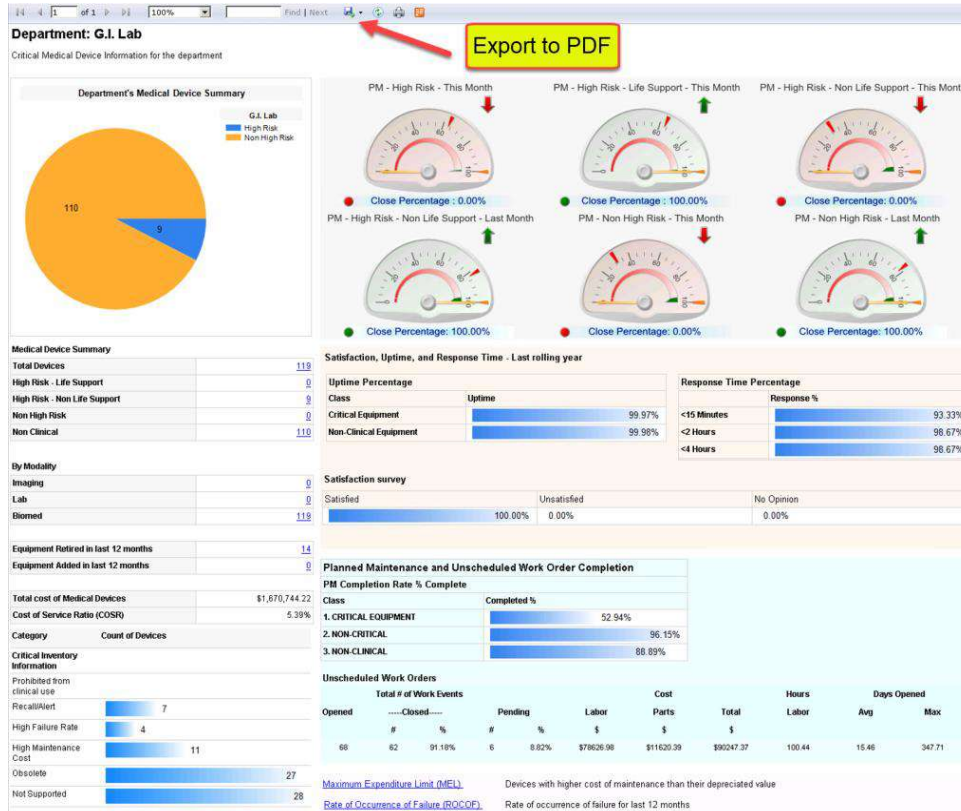 1 of 1 100% Find | Next
Export to PDF
Department: G.I. Lab
Critical Medical Device Information for the department
Department's Medical Device Summary
G.I. Lab
High Risk
Non High Risk
110
9
PM - High Risk - This Month
Close Percentage : 0.00%
PM - High Risk - Life Support - This Month
Close Percentage : 100.00%
PM - High Risk - Non Life Support - This Mont
Close Percentage: 0.00%
PM - High Risk - Non Life Support - Last Month
Close Percentage: 100.00%
PM - Non High Risk - This Month
Close Percentage: 0.00%
PM - Non High Risk - Last Month
Close Percentage: 100.00%
Medical Device Summary
Total Devices 119
High Risk - Life Support 0
High Risk - Non Life Support 9
Non High Risk 0
Non Clinical 110
By Modality
Imaging 0
Lab 0
Biomed 119
Equipment Retired in last 12 months 14
Equipment Added in last 12 months 0
Total cost of Medical Devices $1,670,744.22
Cost of Service Ratio (COSR) 5.39%
Category Count of Devices
Critical Inventory
Information
Prohibited from
clinical use
Recall/Alert 7
High Failure Rate 4
High Maintenance
Cost 11
Obsolete 27
Not Supported 28
Satisfaction, Uptime, and Response Time - Last rolling year
Uptime Percentage
Class Uptime
Critical Equipment 99.97%
Non-Clinical Equipment 99.98%
Response Time Percentage
Response %
<15 Minutes 93.33%
<2 Hours 98.67%
<4 Hours 98.67%
Satisfaction survey
Satisfied Unsatisfied No Opinion
100.00% 0.00% 0.00%
Planned Maintenance and Unscheduled Work Order Completion
PM Completion Rate % Complete
Class Completed %
1. CRITICAL EQUIPMENT 52.94%
2. NON-CRITICAL 96.15%
3. NON-CLINICAL 88.89%
Unscheduled Work Orders
Total # of Work Events Cost Hours Days Opened
Opened -----Closed---- Pending Labor Parts Total Labor Avg Max
# % # % $ $ $
68 62 91.18% 6 8.82% $78626.98 $11620.39 $90247.37 100.44 15.46 347.71
Maximum Expenditure Limit (MEL) Devices with higher cost of maintenance than their depreciated value
Rate of Occurrence of Failure (ROCOF) Rate of occurrence of failure for last 12 months